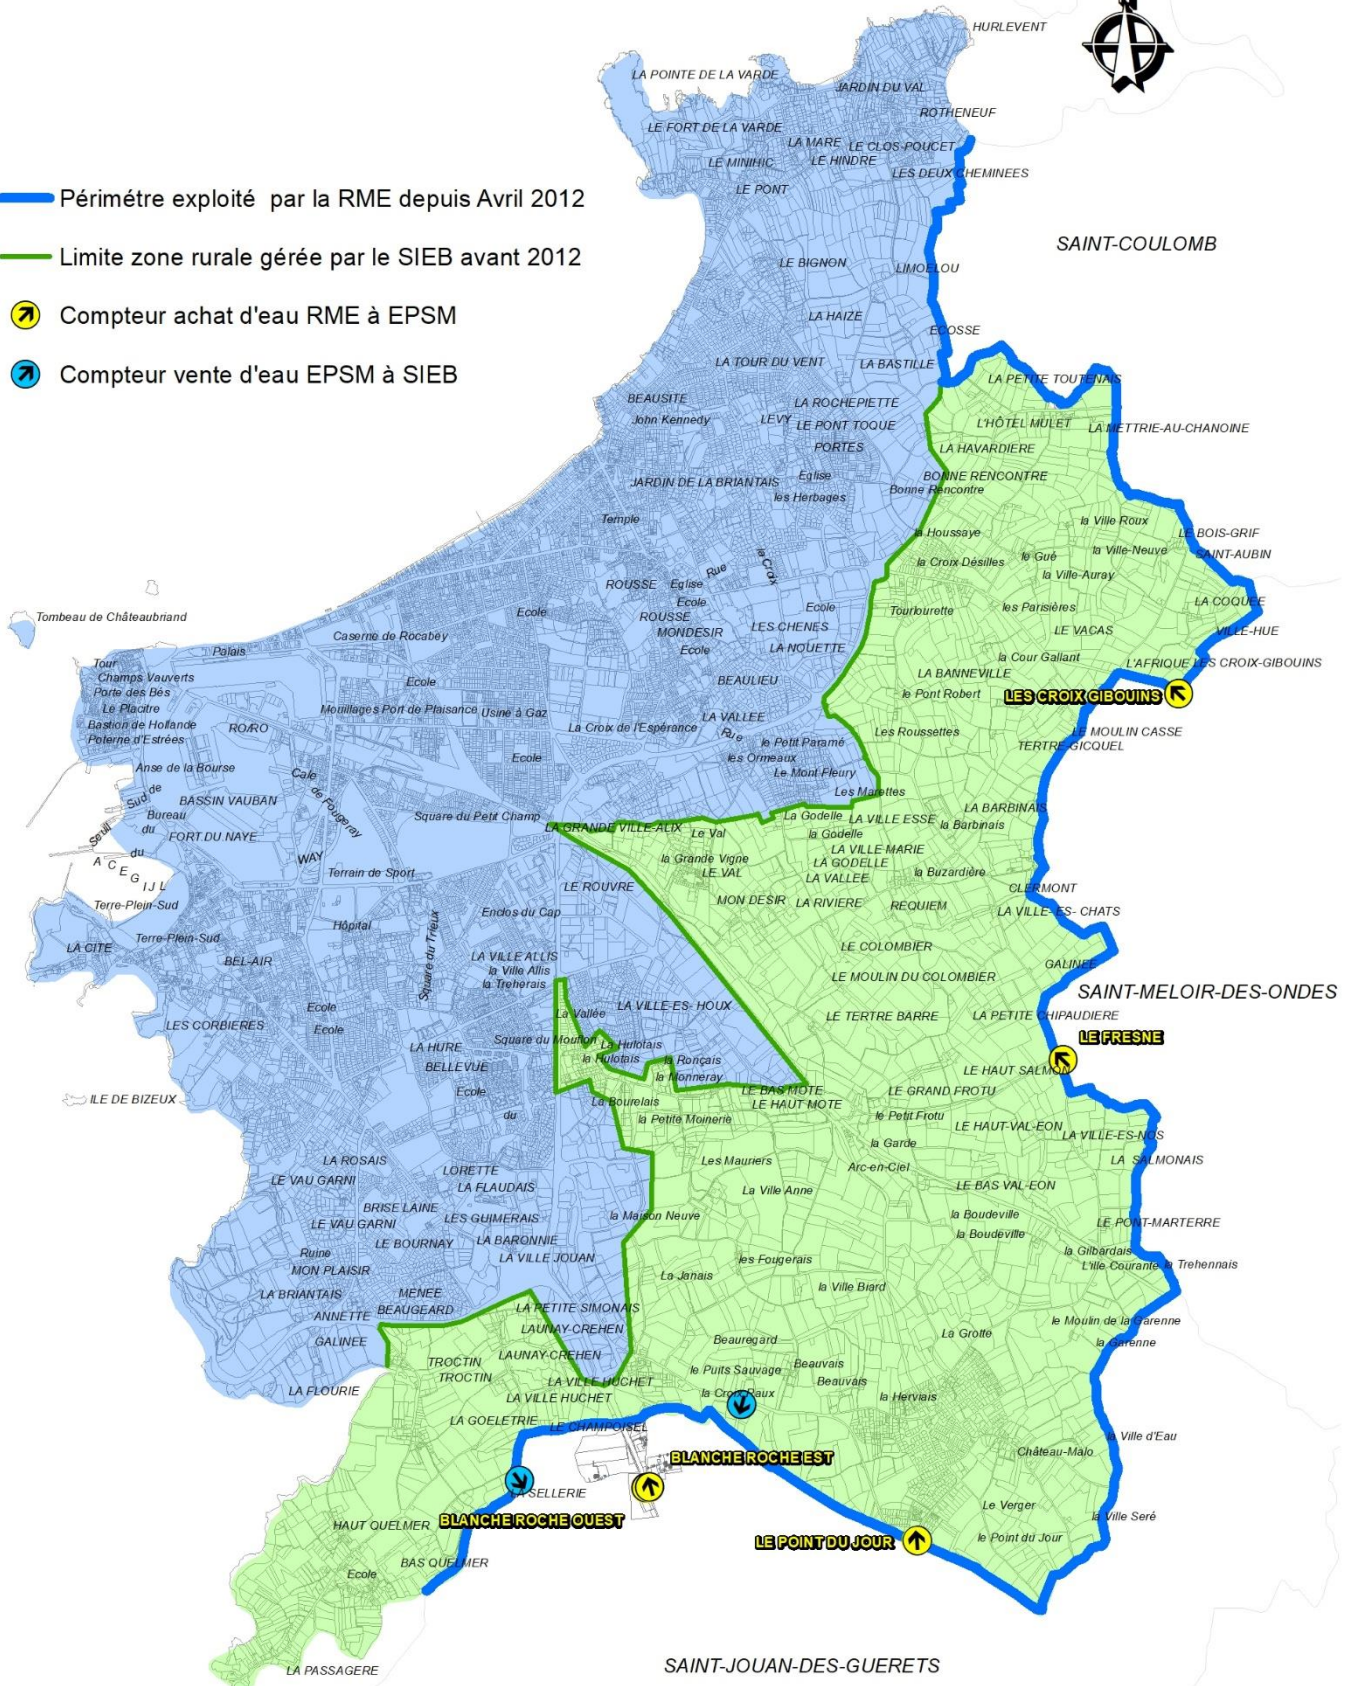 N
HURLEVENT
LA POINTE DE LA VARDE
JARDIN DU VAL
ROTHENEUF
LE FORT DE LA VARDE
LA MARE
LE CLOS-POUCET
LE MINIHIC
LE HINDRE
LES DEUX CHEMINEES
LE PONT
Périmétre exploité par la RME depuis Avril 2012
Limite zone rurale gérée par le SIEB avant 2012
Compteur achat d'eau RME à EPSM
Compteur vente d'eau EPSM à SIEB
SAINT-COULOMB
LE BIGNON
LIMOELOU
LA HAIZE
ECOSSE
LA TOUR DU VENT
LA BASTILLE
LA PETITE TOUTENAIS
BEAUSITE
LA ROCHEPIETTE
John Kennedy
LEVY
LE PONT TOQUE
L'HÔTEL MULET
LA METTRIE-AU-CHANOINE
PORTES
LA HAVARDIERE
JARDIN DE LA BRIANTAIS
Eglise
BONNE RENCONTRE
les Herbages
Bonne Rencontre
Temple
la Houssaye
la Ville Roux
LE BOIS-GRIF
la Croix Désilles
le Gué
la Ville-Neuve
SAINT-AUBIN
la Croix
Rue
la Ville-Auray
ROUSSE
Eglise
Tombeau de Châteaubriand
Ecole
Ecole
Ecole
Tourlourette
les Parisières
LA COQUEE
ROUSSE
LES CHENES
LE VACAS
VILLE-HUE
Caserne de Rocabey
MONDESIR
Palais
Ecole
LA NOUETTE
la Cour Gallant
L'AFRIQUE
LES CROIX-GIBOUINS
Tour
Champs Vauverts
Ecole
BEAULIEU
LA BANNEVILLE
Porte des Bés
le Pont Robert
LES CROIX GIBOUINS
Le Placitre
Mouillages Port de Plaisance
Usine à Gaz
LA VALLEE
Bastion de Hollande
RO/RO
La Croix de l'Espérance
Rue
Les Roussettes
LE MOULIN CASSE
Poterne d'Estrées
le Petit Paramé
TERTRE-GICQUEL
Ecole
les Ormeaux
Anse de la Bourse
Cale
de Fougeray
Le Mont Fleury
Sud de
BASSIN VAUBAN
Les Marettes
Bureau
Square du Petit Champ
La Godelle
LA VILLE ESSE
LA BARBINAIS
Seuil
du
FORT DU NAYE
LA GRANDE VILLE-ALIX
Le Val
la Godelle
la Barbinais
A C E G I J L
du
WAY
la Grande Vigne
LA VILLE MARIE
LA GODELLE
Terrain de Sport
LE VAL
LA VALLEE
la Buzardière
LE ROUVRE
CLERMONT
Terre-Plein-Sud
MON DESIR
LA RIVIERE
REQUIEM
LA VILLE- ES- CHATS
Enclos du Cap
Hôpital
LA CITE
Terre-Plein-Sud
Square du Trieux
LE COLOMBIER
BEL-AIR
LA VILLE ALLIS
GALINEE
la Ville Allis
LE MOULIN DU COLOMBIER
la Treherais
SAINT-MELOIR-DES-ONDES
Ecole
La Vallée
LA VILLE-ES- HOUX
LE TERTRE BARRE
LA PETITE CHIPAUDIERE
LES CORBIERES
Ecole
Square du Mouflon
La Hulotais
LE FRESNE
LA HURE
la Hulotais
la Ronçais
BELLEVUE
la Monneray
LE HAUT SALMON
ILE DE BIZEUX
Ecole
LE BAS MOTE
LE GRAND FROTU
La Bourelais
LE HAUT MOTE
du
la Petite Moinerie
le Petit Frotu
LE HAUT-VAL-EON
LA VILLE-ES-NOS
la Garde
LA ROSAIS
Les Mauriers
Arc-en-Ciel
LA SALMONAIS
LE VAU GARNI
LORETTE
LA FLAUDAIS
La Ville Anne
LE BAS VAL-EON
BRISE LAINE
LE VAU GARNI
LES GUIMERAIS
la Maison Neuve
la Boudeville
LE PONT-MARTERRE
LE BOURNAY
LA BARONNIE
la Boudeville
Ruine
LA VILLE JOUAN
les Fougerais
la Gilbardais
MON PLAISIR
La Janais
L'ille Courante
la Trehennais
LA BRIANTAIS
MENEE
la Ville Biard
ANNETTE
BEAUGEARD
LA PETITE SIMONAIS
le Moulin de la Garenne
LAUNAY-CREHEN
Beauregard
La Grotte
la Garenne
GALINEE
TROCTIN
LAUNAY-CREHEN
Beauvais
le Puits Sauvage
TROCTIN
LA VILLE HUCHET
Beauvais
LA FLOURIE
LA VILLE HUCHET
la Croix Raux
la Herviais
LA GOELETRIE
LE CHAMPOISEL
la Ville d'Eau
Château-Malo
BLANCHE ROCHE EST
LA SELLERIE
Le Verger
BLANCHE ROCHE OUEST
la Ville Seré
HAUT QUELMER
LE POINT DU JOUR
le Point du Jour
BAS QUELMER
Ecole
LA PASSAGERE
SAINT-JOUAN-DES-GUERETS